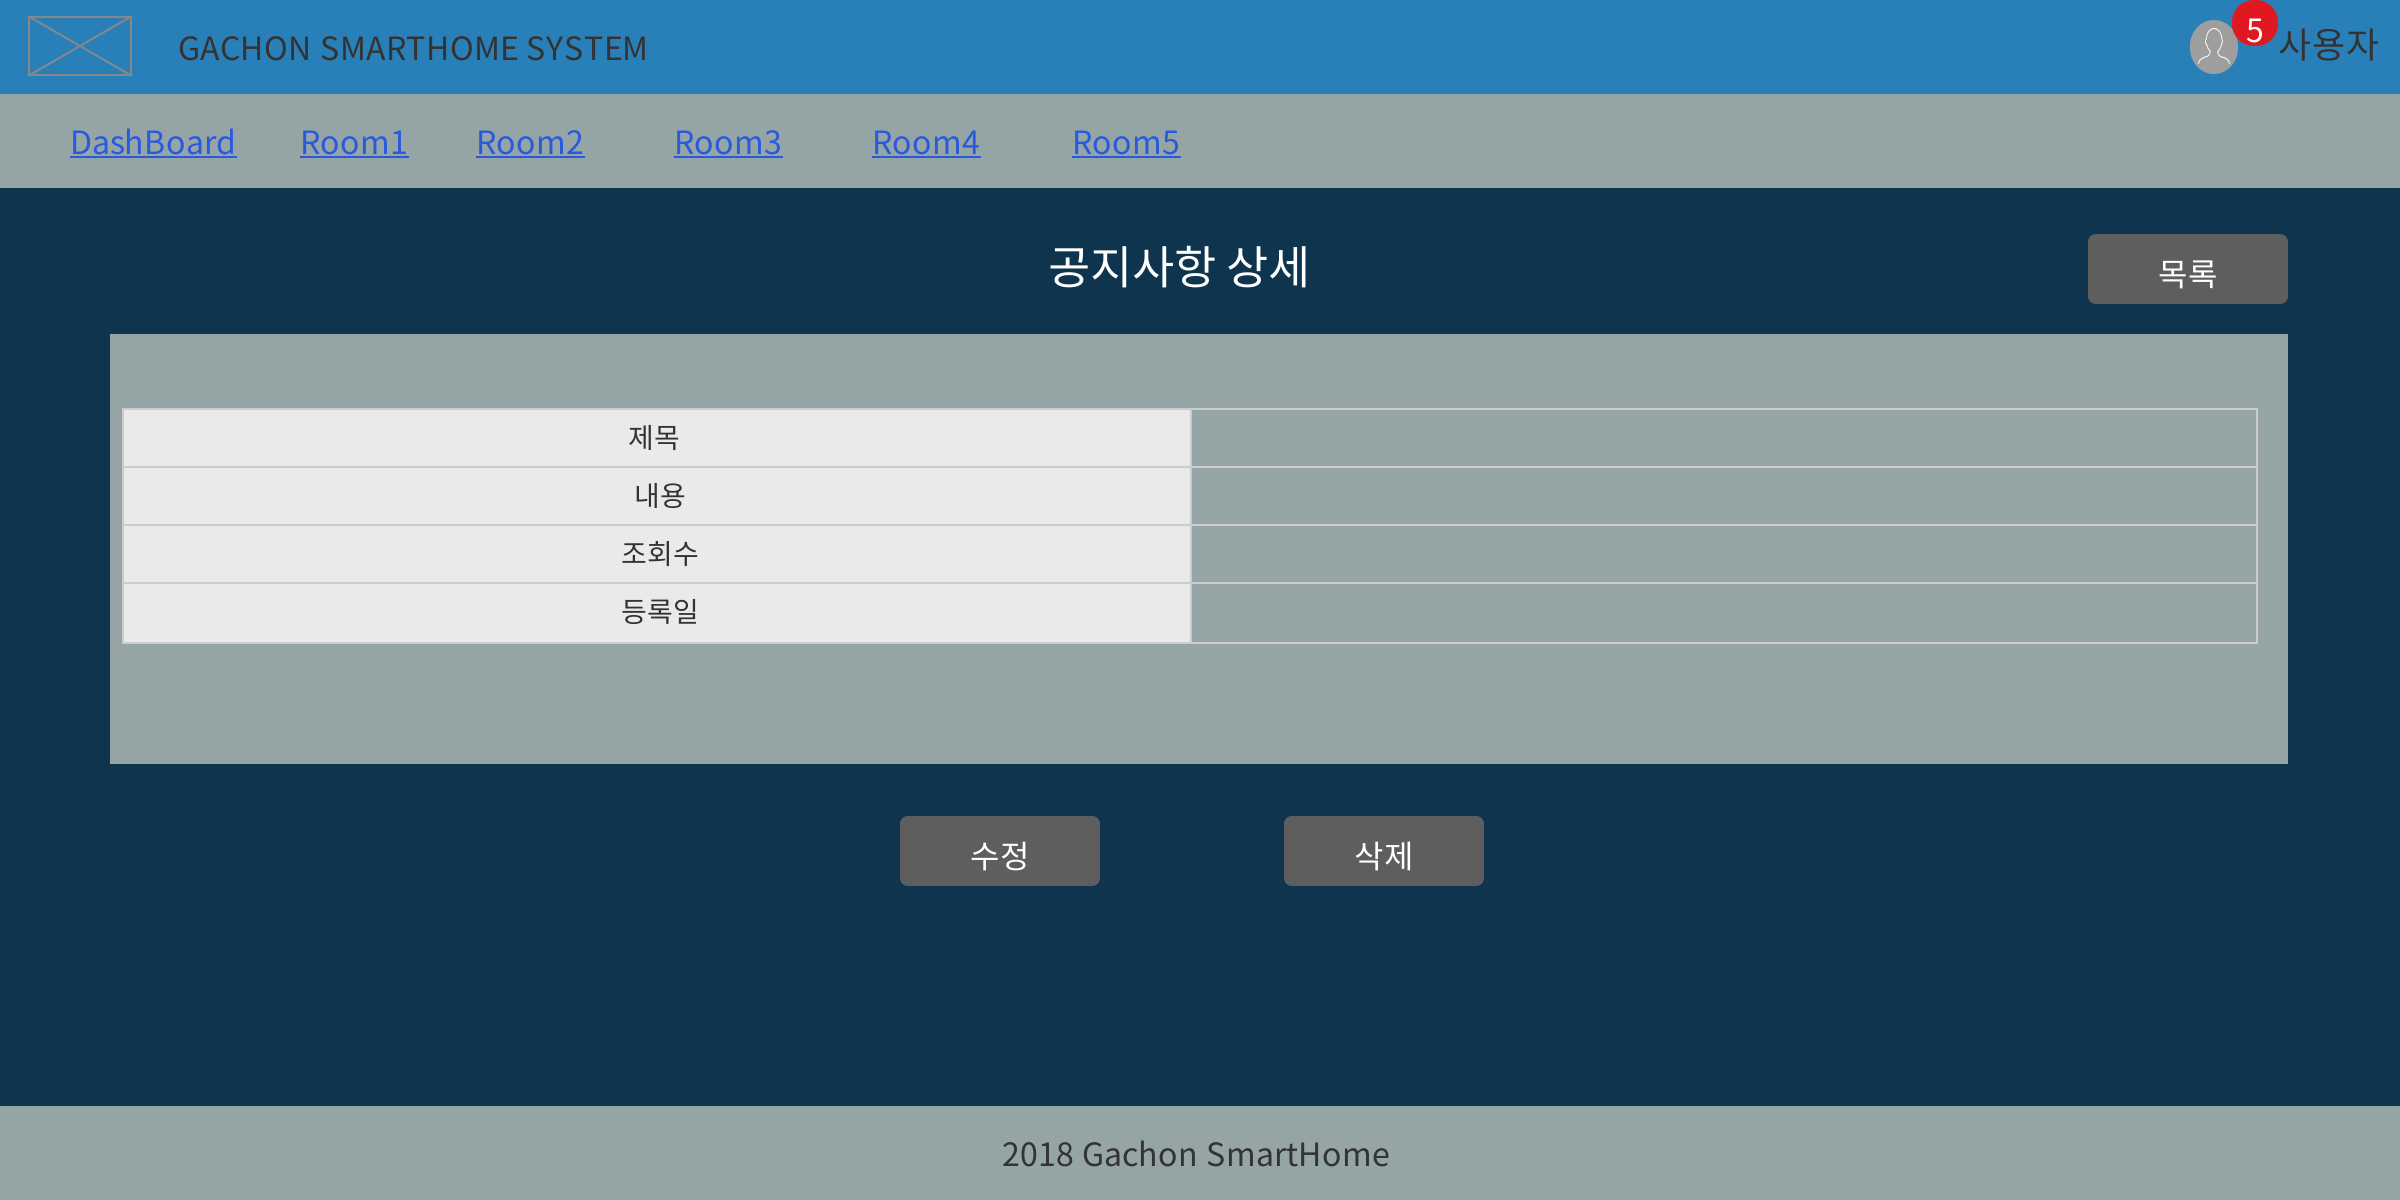 GACHON SMARTHOME SYSTEM
5
사용자
DashBoard Room1 Room2 Room3 Room4 Room5
공지사항 상세
목록
제목
내용
조회수
등록일
수정 삭제
2018 Gachon SmartHome